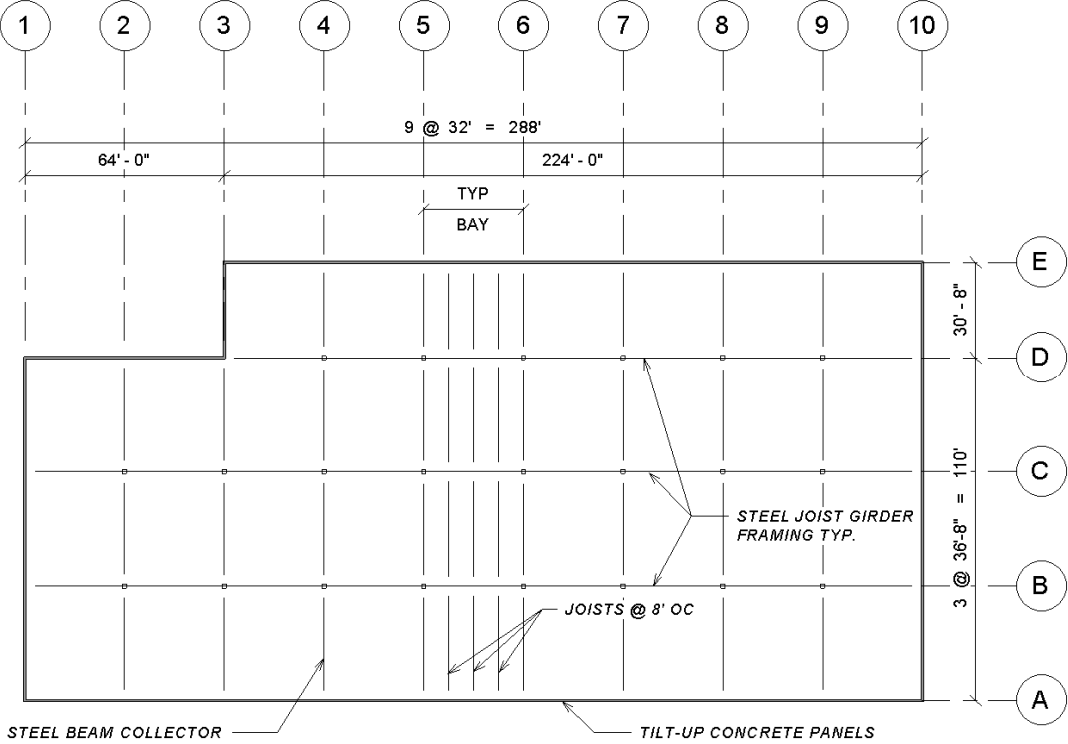 1 2 3 4 5 6 7 8 9 10
9 @ 32' = 288'
64' - 0" 224' - 0"
TYP
BAY
E
30' - 8"
D
C
3 @ 36'-8" = 110'
STEEL JOIST GIRDER
FRAMING TYP.
B
JOISTS @ 8' OC
A
STEEL BEAM COLLECTOR
TILT-UP CONCRETE PANELS